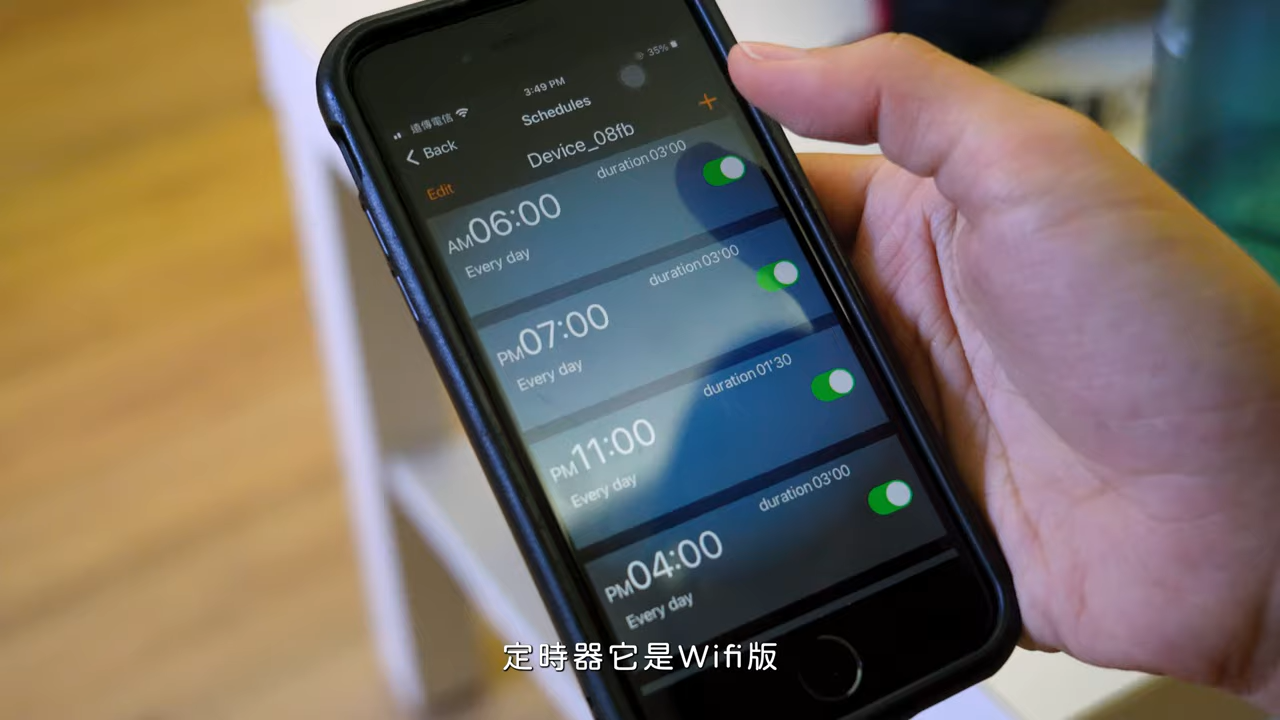 遠傳電信
3:49 PM
35%
Back
Schedules
+
Edit
Device_08fb
AM06:00
duration 03'00
Every day
PM07:00
duration 03'00
Every day
PM11:00
duration 01'30
Every day
PM04:00
duration 03'00
Every day
定時器它是Wifi版